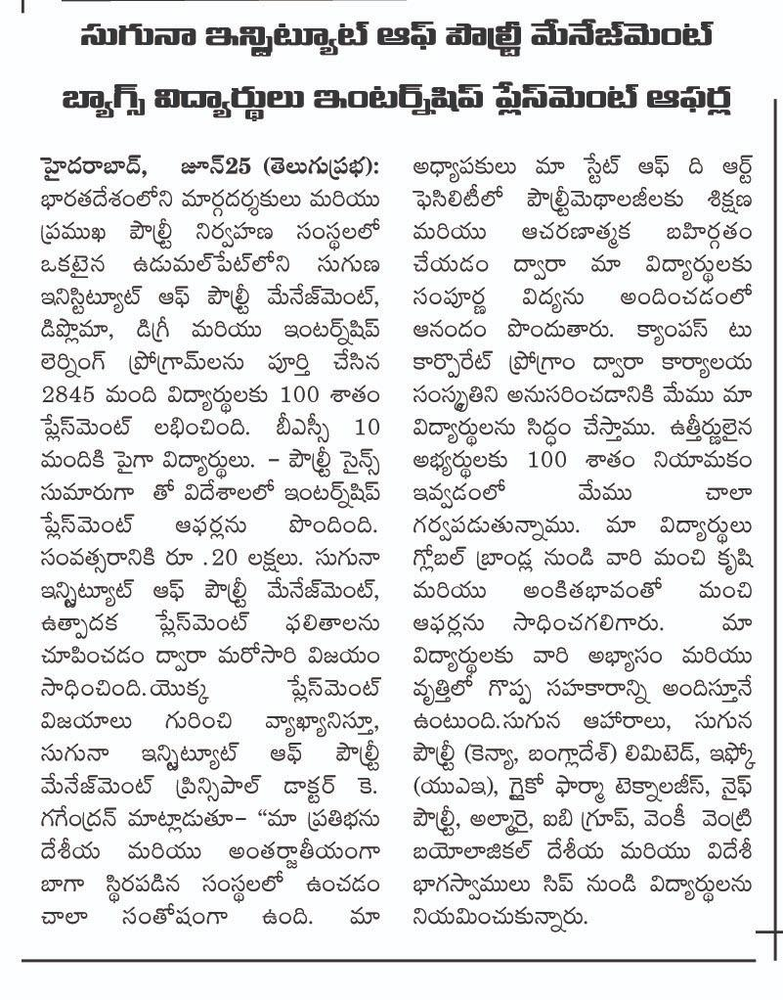 సుగునా ఇన్స్టిట్యూట్ ఆఫ్ పౌల్ట్రీ మేనేజ్‌మెంట్
బ్యాగ్స్ విద్యార్థులు ఇంటర్న్‌షిప్ ప్లేస్‌మెంట్ ఆఫర్ల
హైదరాబాద్, జూన్25 (తెలుగుప్రభ):
భారతదేశంలోని మార్గదర్శకులు మరియు
ప్రముఖ పౌల్ట్రీ నిర్వహణ సంస్థలలో
ఒకటైన ఉడుమల్‌పేట్‌లోని సుగుణ
ఇనిస్టిట్యూట్ ఆఫ్ పౌల్ట్రీ మేనేజ్‌మెంట్,
డిప్లొమా, డిగ్రీ మరియు ఇంటర్న్‌షిప్
లెర్నింగ్ ప్రోగ్రామ్‌లను పూర్తి చేసిన
2845 మంది విద్యార్థులకు 100 శాతం
ప్లేస్‌మెంట్ లభించింది. బీఎస్సీ 10
మందికి పైగా విద్యార్థులు. – పౌల్ట్రీ సైన్స్
సుమారుగా తో విదేశాలలో ఇంటర్న్‌షిప్
ప్లేస్‌మెంట్ ఆఫర్లను పొందింది.
సంవత్సరానికి రూ .20 లక్షలు. సుగునా
ఇన్స్టిట్యూట్ ఆఫ్ పౌల్ట్రీ మేనేజ్‌మెంట్,
ఉత్పాదక ప్లేస్‌మెంట్ ఫలితాలను
చూపించడం ద్వారా మరోసారి విజయం
సాధించింది.యొక్క ప్లేస్‌మెంట్
విజయాలు గురించి వ్యాఖ్యానిస్తూ,
సుగునా ఇన్స్టిట్యూట్ ఆఫ్ పౌల్ట్రీ
మేనేజ్‌మెంట్ ప్రిన్సిపాల్ డాక్టర్ కె.
గగేంద్రన్ మాట్లాడుతూ– “మా ప్రతిభను
దేశీయ మరియు అంతర్జాతీయంగా
బాగా స్థిరపడిన సంస్థలలో ఉంచడం
చాలా సంతోషంగా ఉంది. మా
అధ్యాపకులు మా స్టేట్ ఆఫ్ ది ఆర్ట్
ఫెసిలిటీలో పౌల్ట్రీమెథాలజీలకు శిక్షణ
మరియు ఆచరణాత్మక బహిర్గతం
చేయడం ద్వారా మా విద్యార్థులకు
సంపూర్ణ విద్యను అందించడంలో
ఆనందం పొందుతారు. క్యాంపస్ టు
కార్పొరేట్ ప్రోగ్రాం ద్వారా కార్యాలయ
సంస్కృతిని అనుసరించడానికి మేము మా
విద్యార్థులను సిద్ధం చేస్తాము. ఉత్తీర్ణులైన
అభ్యర్థులకు 100 శాతం నియామకం
ఇవ్వడంలో మేము చాలా
గర్వపడుతున్నాము. మా విద్యార్థులు
గ్లోబల్ బ్రాండ్ల నుండి వారి మంచి కృషి
మరియు అంకితభావంతో మంచి
ఆఫర్లను సాధించగలిగారు. మా
విద్యార్థులకు వారి అభ్యాసం మరియు
వృత్తిలో గొప్ప సహకారాన్ని అందిస్తూనే
ఉంటుంది.సుగున ఆహారాలు, సుగున
పౌల్ట్రీ (కెన్యా, బంగ్లాదేశ్) లిమిటెడ్, ఇఫ్కో
(యుఎఇ), గ్లైకో ఫార్మా టెక్నాలజీస్, నైఫ్
పౌల్ట్రీ, అల్మారై, ఐబి గ్రూప్, వెంకీ వెంట్రి
బయోలాజికల్ దేశీయ మరియు విదేశీ
భాగస్వాములు సిప్ నుండి విద్యార్థులను
నియమించుకున్నారు.